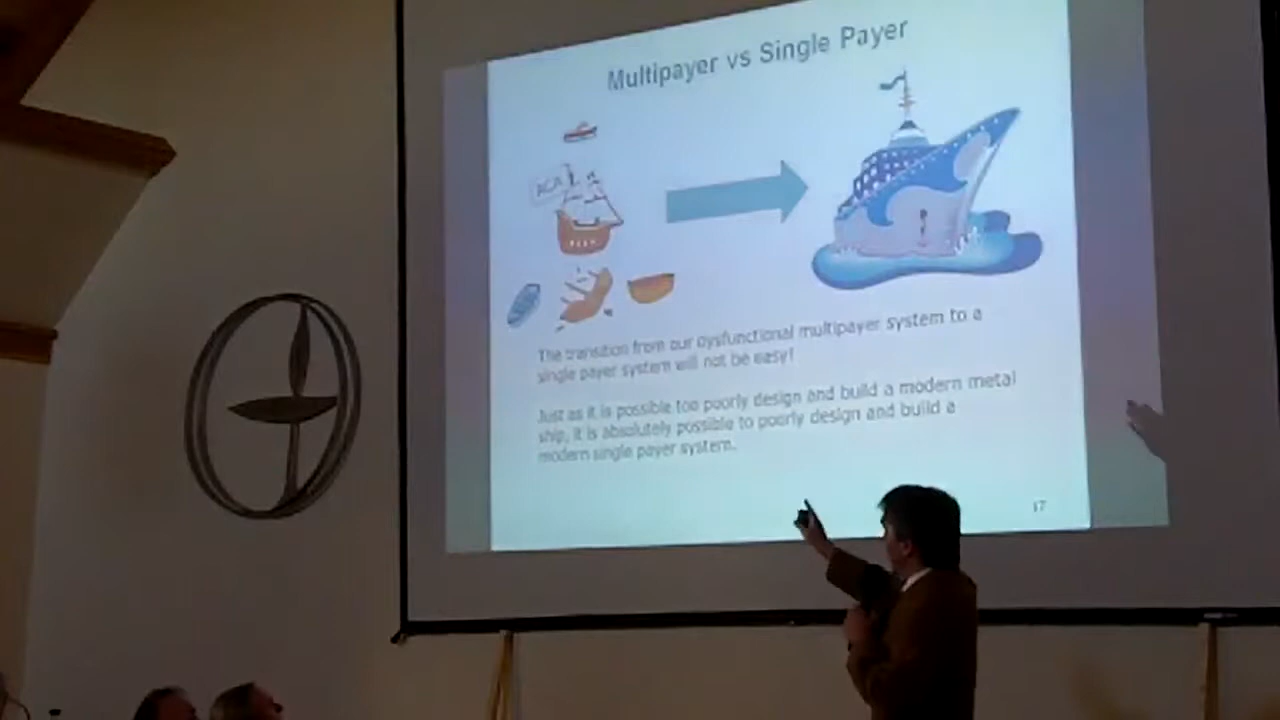 Multipayer vs Single Payer
ACA
The transition from our dysfunctional multipayer system to a
single payer system will not be easy!
Just as it is possible too poorly design and build a modern metal
ship, it is absolutely possible to poorly design and build a
modern single payer system.
17